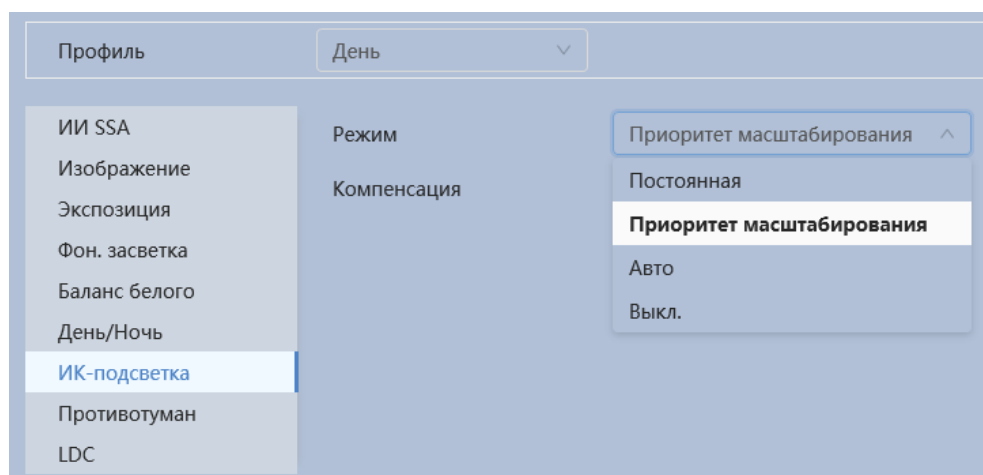 Профиль
День
ИИ SSA
Изображение
Экспозиция
Фон. засветка
Баланс белого
День/Ночь
ИК-подсветка
Противотуман
LDC
Режим
Приоритет масштабирования
Компенсация
Постоянная
Приоритет масштабирования
Авто
Выкл.